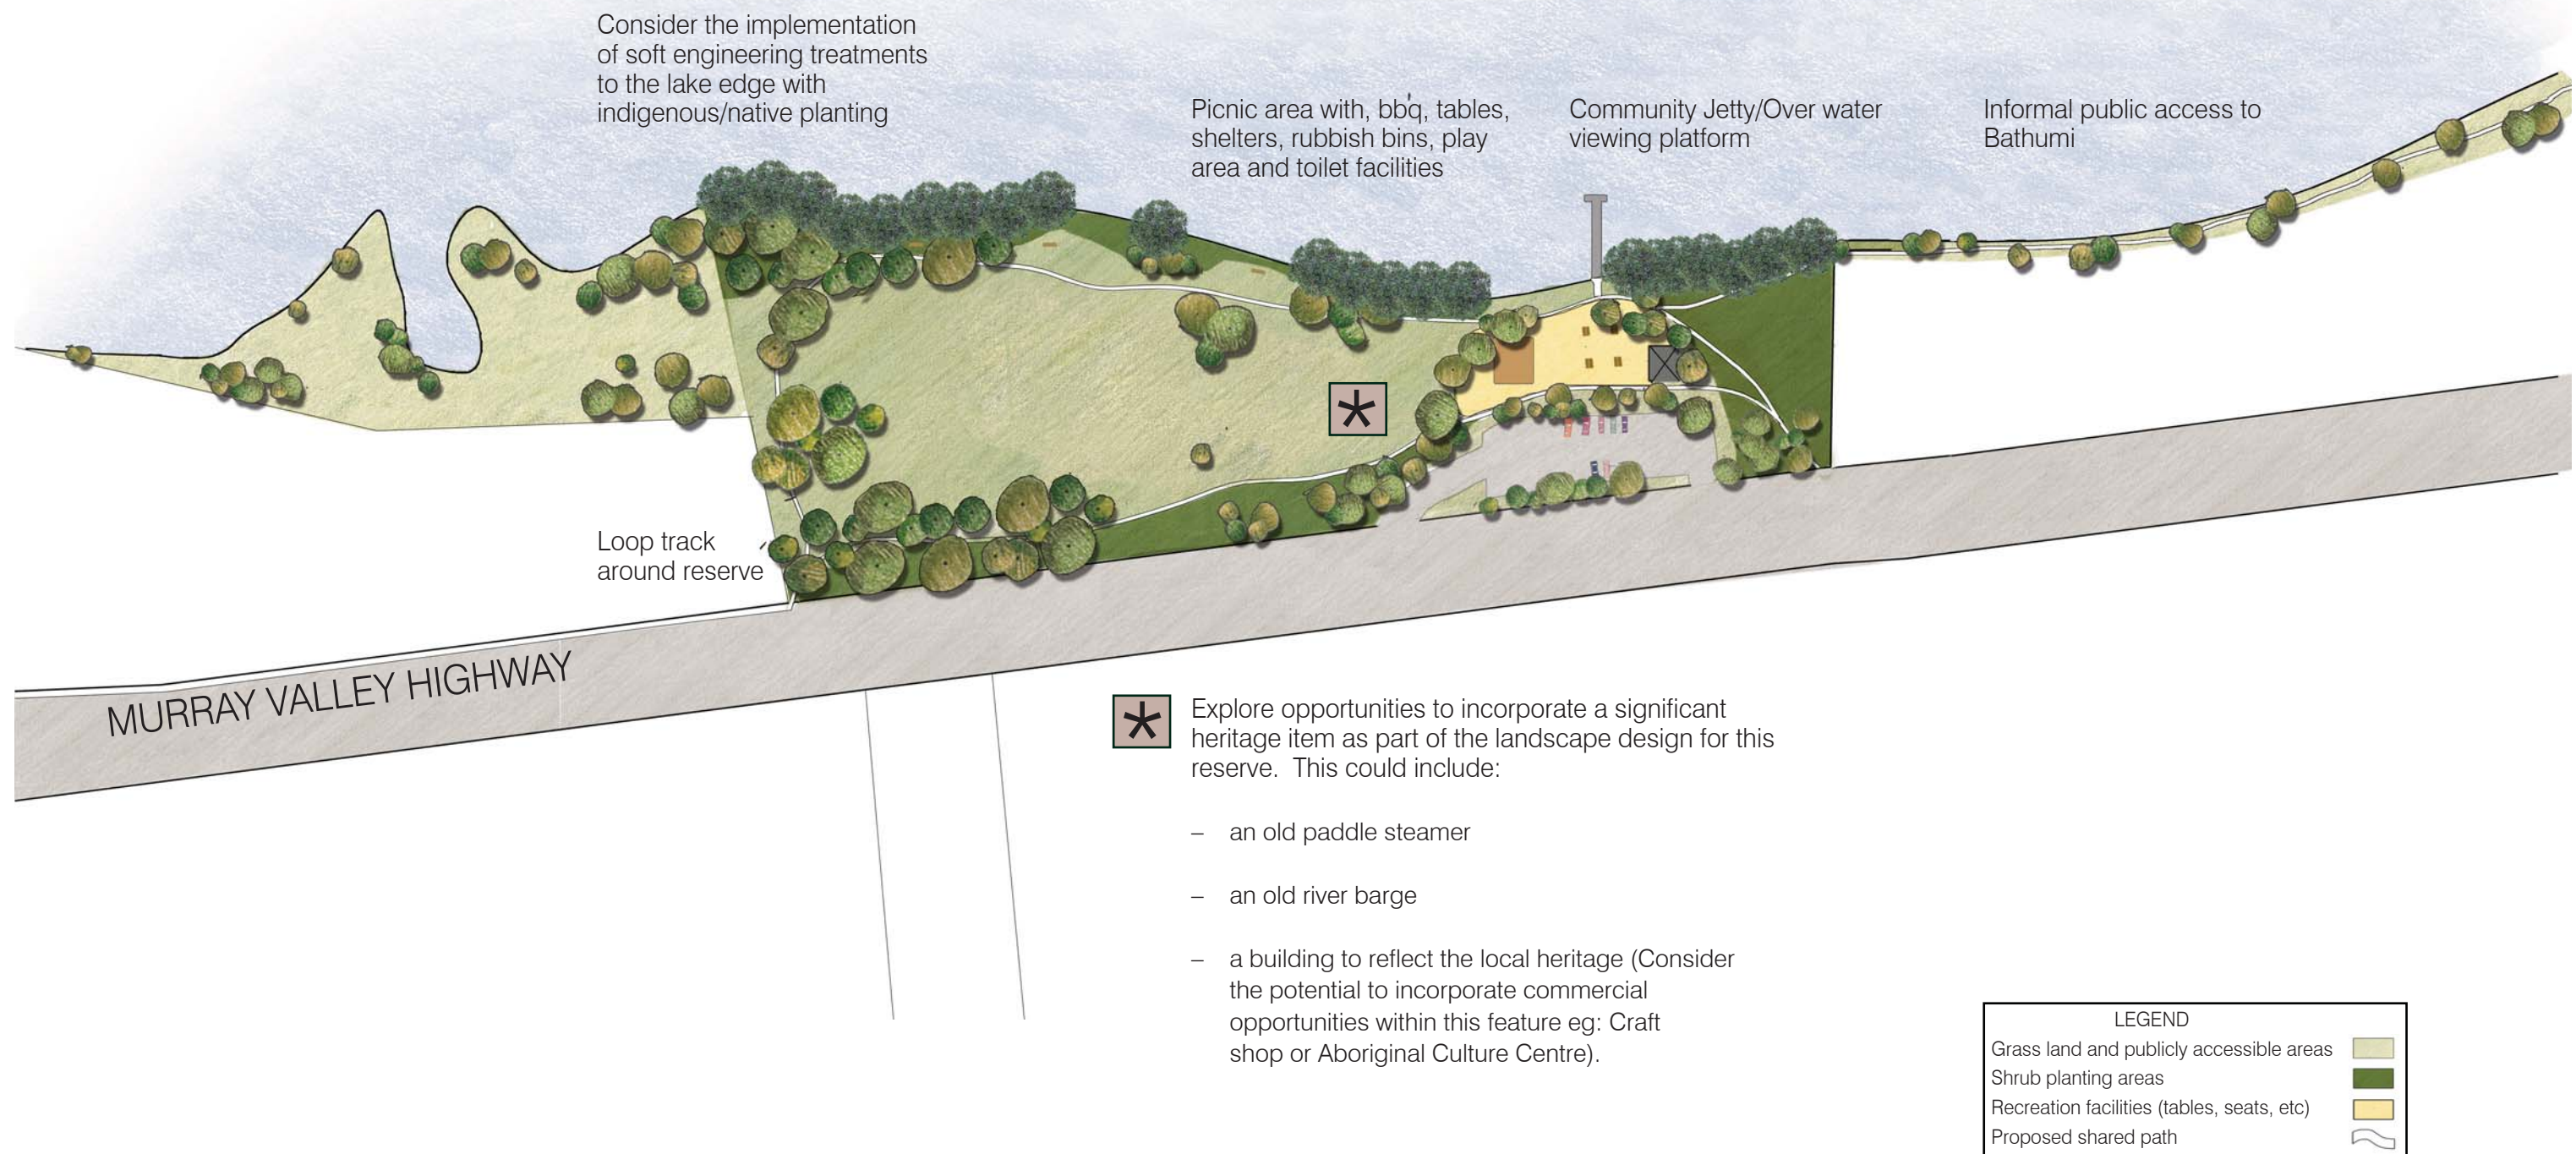 Consider the implementation
of soft engineering treatments
to the lake edge with
indigenous/native planting
Picnic area with, bbq, tables,
shelters, rubbish bins, play
area and toilet facilities
Community Jetty/Over water
viewing platform
Informal public access to
Bathumi
Loop track
around reserve
MURRAY VALLEY HIGHWAY
Explore opportunities to incorporate a significant
heritage item as part of the landscape design for this
reserve.  This could include:
– an old paddle steamer
– an old river barge
– a building to reflect the local heritage (Consider
the potential to incorporate commercial
opportunities within this feature eg: Craft
shop or Aboriginal Culture Centre).
LEGEND
Grass land and publicly accessible areas
Shrub planting areas
Recreation facilities (tables, seats, etc)
Proposed shared path